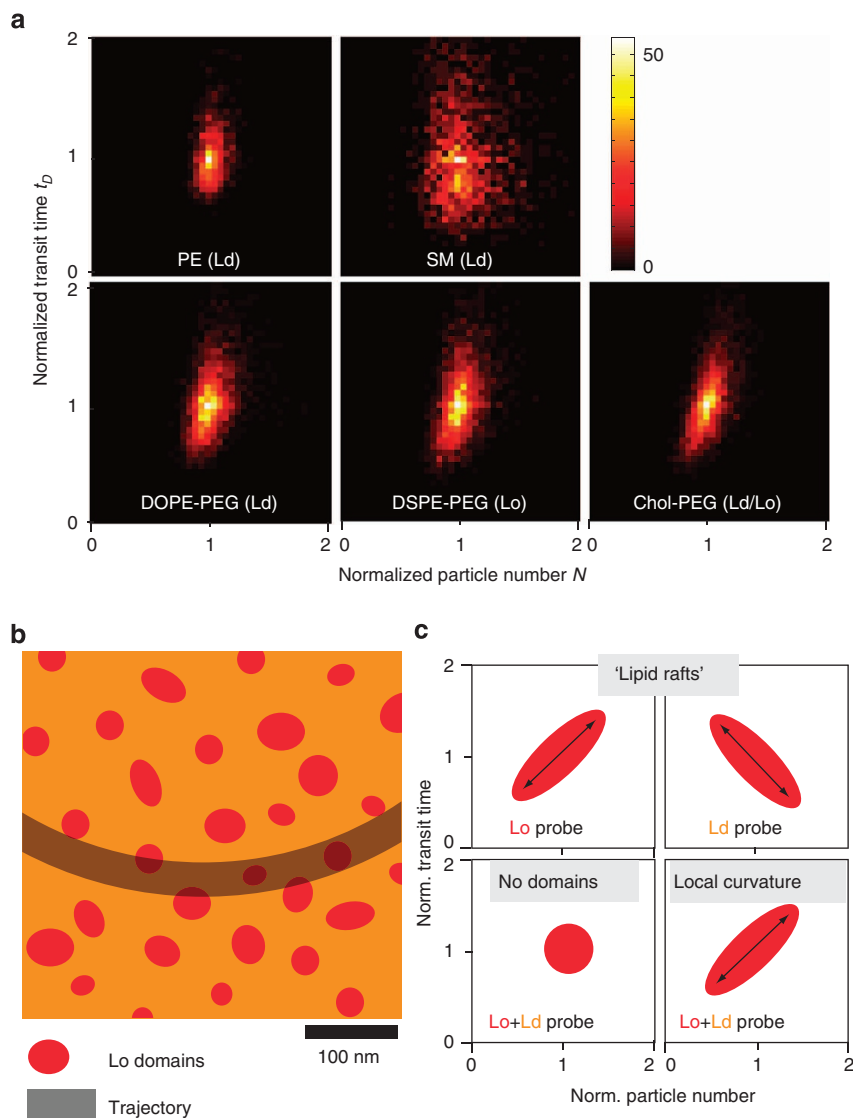 a
2
1
0
Normalized transit time t_D
PE (Ld)
SM (Ld)
50
0
2
1
0
DOPE-PEG (Ld)
DSPE-PEG (Lo)
Chol-PEG (Ld/Lo)
0 1 2 0 1 2 0 1 2
Normalized particle number N
b
Lo domains
Trajectory
100 nm
c
2
1
0
Norm. transit time
'Lipid rafts'
Lo probe
Ld probe
2
1
0
No domains
Local curvature
Lo+Ld probe
Lo+Ld probe
0 1 2 0 1 2
Norm. particle number